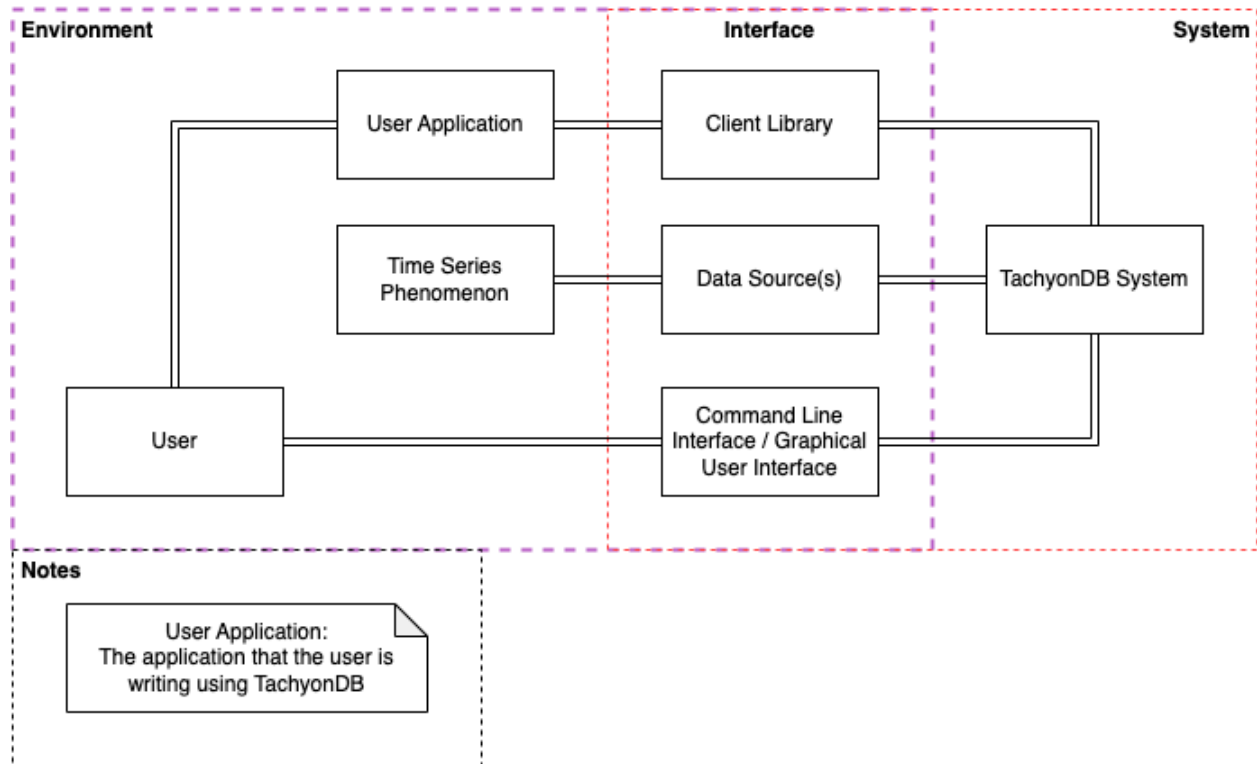 Environment
Interface
System
User Application
Client Library
Time Series
Phenomenon
Data Source(s)
TachyonDB System
User
Command Line
Interface / Graphical
User Interface
Notes
User Application:
The application that the user is
writing using TachyonDB